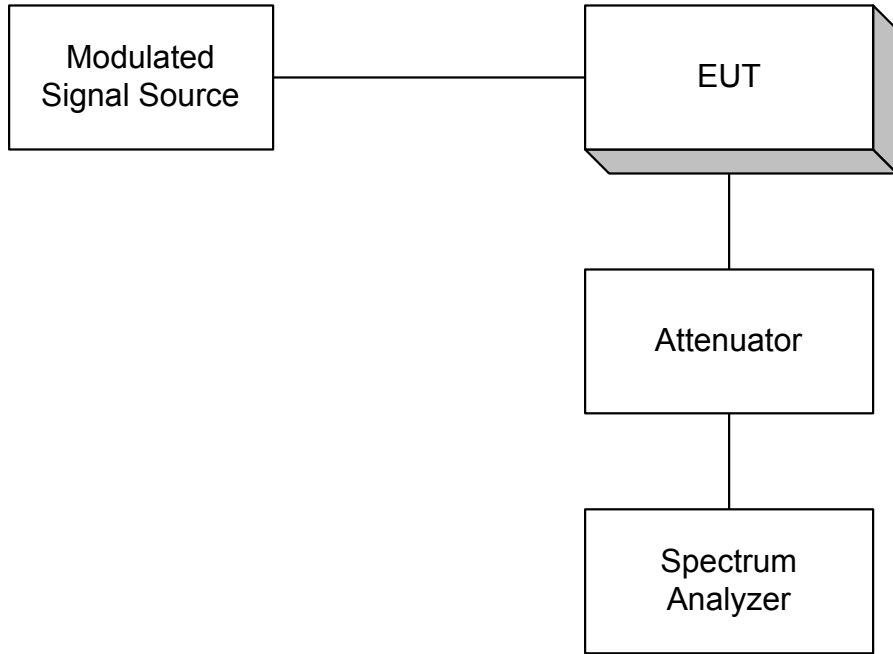 Modulated
Signal Source
EUT
Attenuator
Spectrum
Analyzer